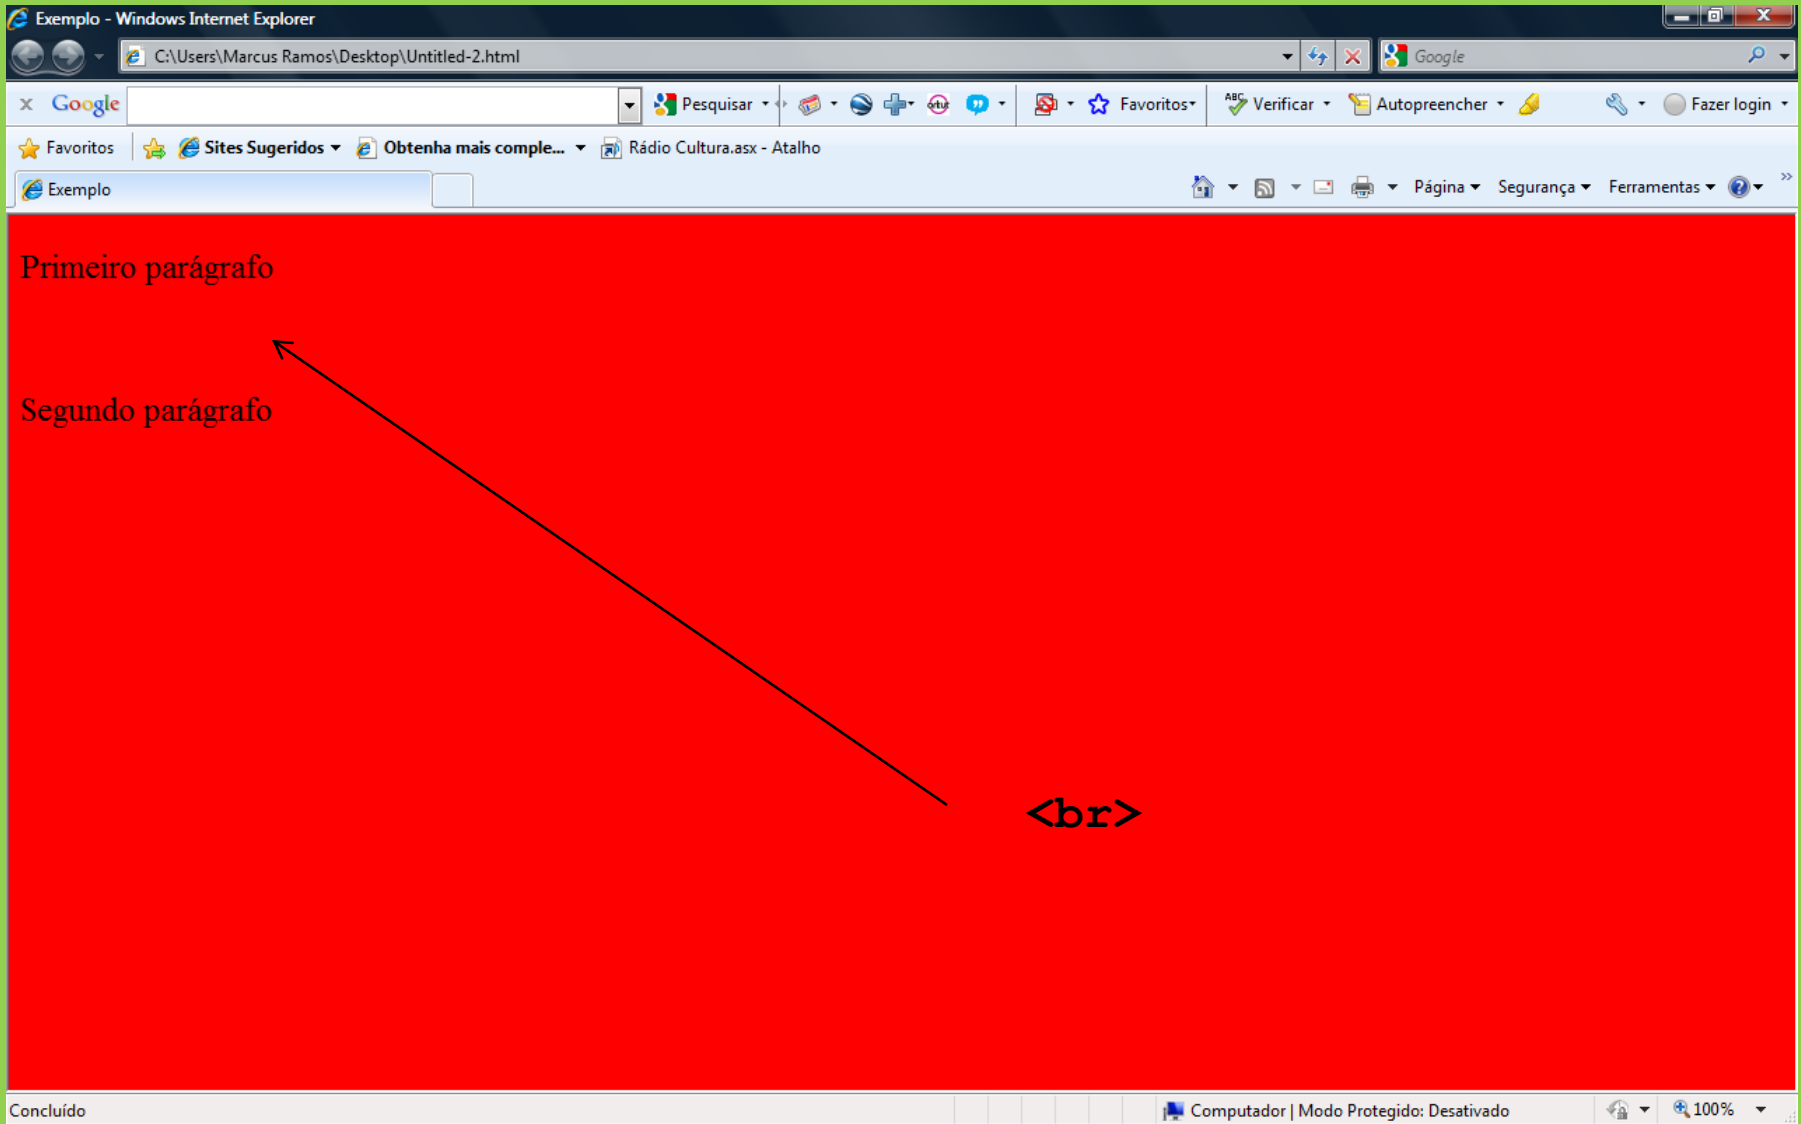 Exemplo - Windows Internet Explorer
C:\Users\Marcus Ramos\Desktop\Untitled-2.html
Google
x Google Pesquisar orkut Favoritos ABC Verificar Autopreencher Fazer login
Favoritos Sites Sugeridos Obtenha mais comple... Rádio Cultura.asx - Atalho
Exemplo Página Segurança Ferramentas
Primeiro parágrafo
Segundo parágrafo
<br>
Concluído Computador | Modo Protegido: Desativado 100%